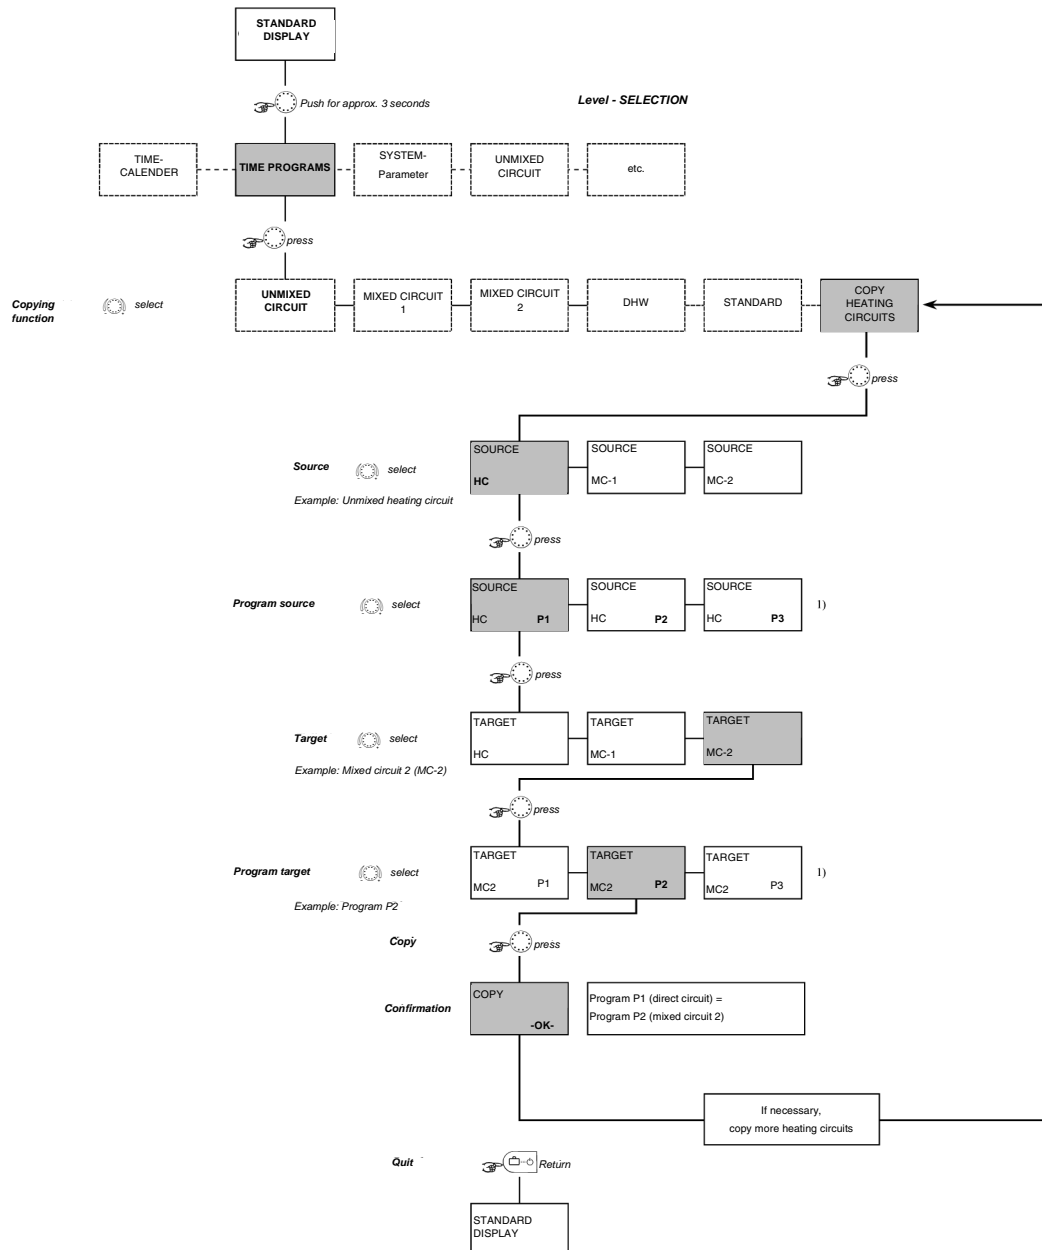 STANDARD
DISPLAY
Push for approx. 3 seconds
Level - SELECTION
TIME-
CALENDER
TIME PROGRAMS
SYSTEM-
Parameter
UNMIXED
CIRCUIT
etc.
press
Copying
function
select
UNMIXED
CIRCUIT
MIXED CIRCUIT
1
MIXED CIRCUIT
2
DHW
STANDARD
COPY
HEATING
CIRCUITS
press
Source
select
Example: Unmixed heating circuit
SOURCE
HC
SOURCE
MC-1
SOURCE
MC-2
press
Program source
select
SOURCE
HC P1
SOURCE
HC P2
SOURCE
HC P3
1)
press
Target
select
Example: Mixed circuit 2 (MC-2)
TARGET
HC
TARGET
MC-1
TARGET
MC-2
press
Program target
select
Example: Program P2
TARGET
MC2 P1
TARGET
MC2 P2
TARGET
MC2 P3
1)
Copy
press
Confirmation
COPY
-OK-
Program P1 (direct circuit) =
Program P2 (mixed circuit 2)
If necessary,
copy more heating circuits
Quit
Return
STANDARD
DISPLAY